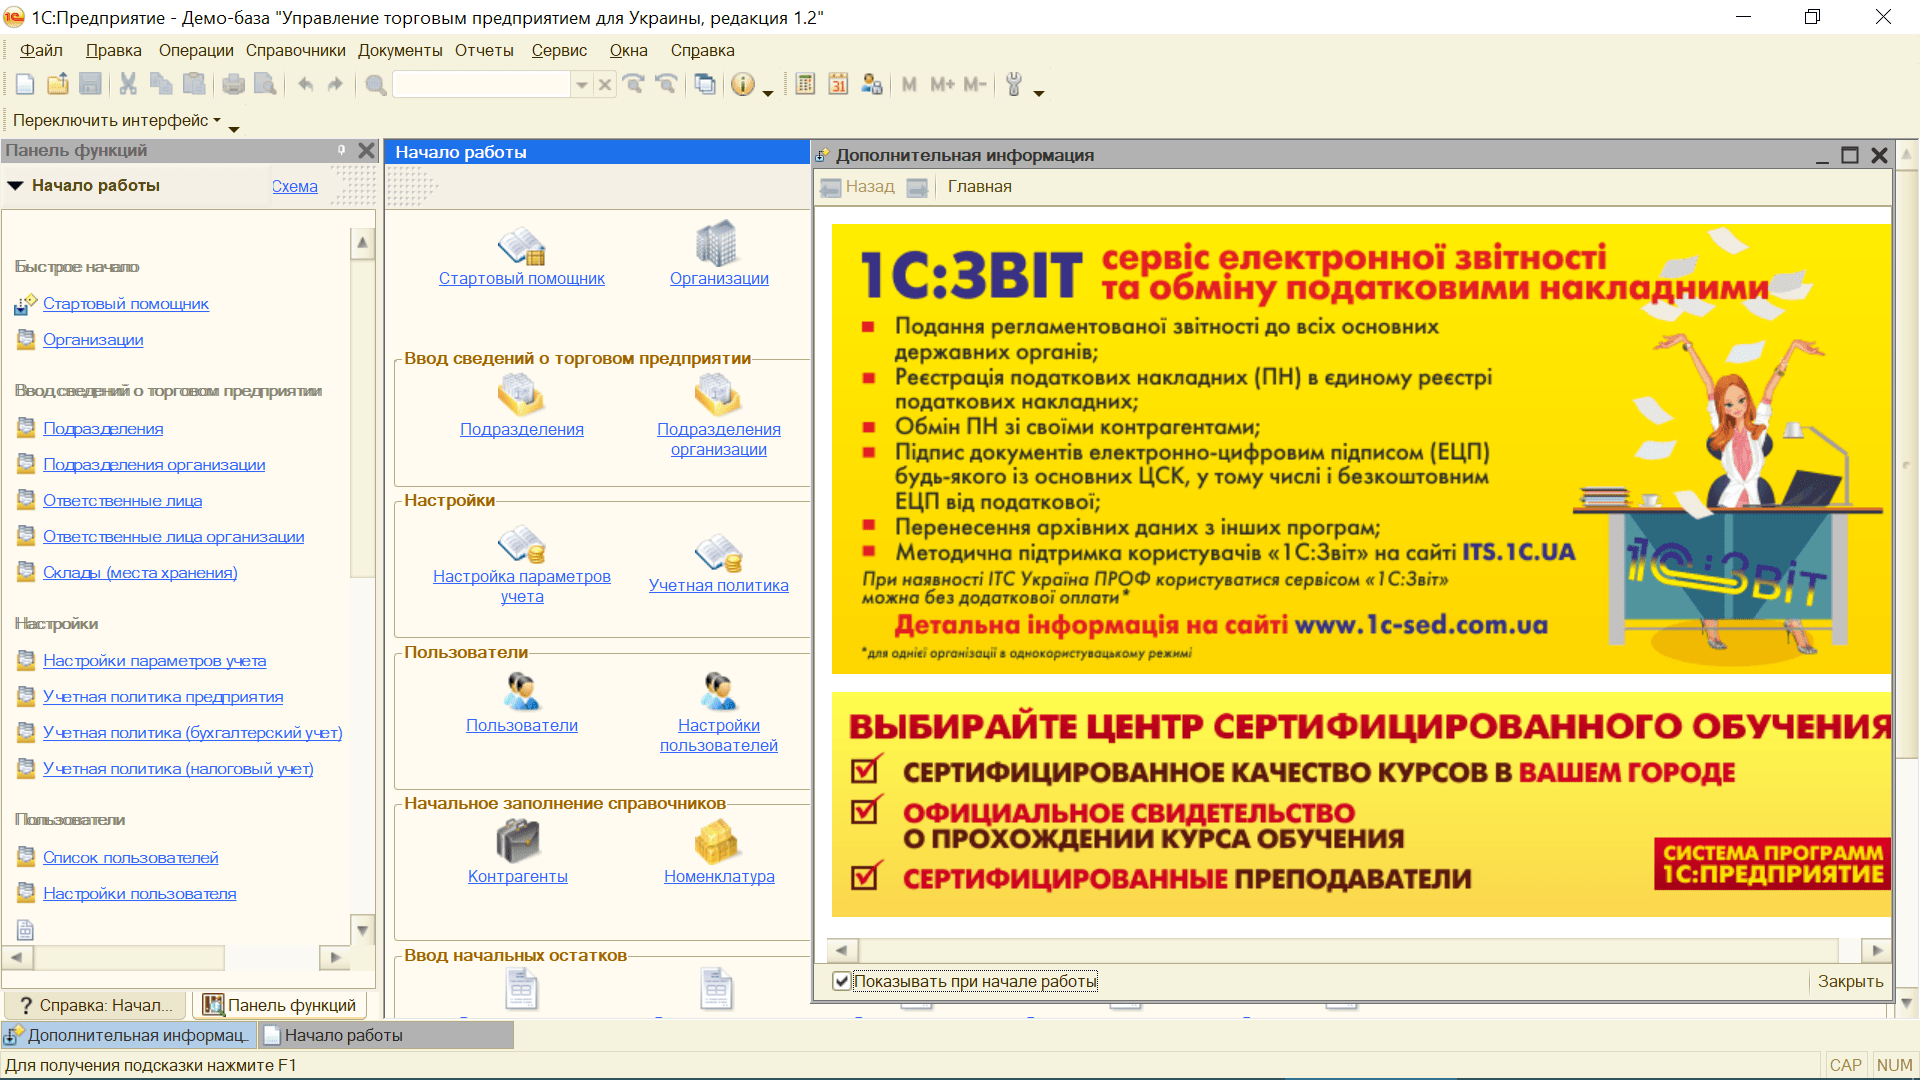 1С:Предприятие - Демо-база "Управление торговым предприятием для Украины, редакция 1.2"
Файл Правка Операции Справочники Документы Отчеты Сервис Окна Справка
31 M M+ M-
Переключить интерфейс
Панель функций
Начало работы
Схема
Быстрое начало
Стартовый помощник
Организации
Ввод сведений о торговом предприятии
Подразделения
Подразделения организации
Ответственные лица
Ответственные лица организации
Склады (места хранения)
Настройки
Настройки параметров учета
Учетная политика предприятия
Учетная политика (бухгалтерский учет)
Учетная политика (налоговый учет)
Пользователи
Список пользователей
Настройки пользователя
? Справка: Начал...
Панель функций
Начало работы
Стартовый помощник
Организации
Ввод сведений о торговом предприятии
Подразделения
Подразделения
организации
Настройки
Настройка параметров
учета
Учетная политика
Пользователи
Пользователи
Настройки
пользователей
Начальное заполнение справочников
Контрагенты
Номенклатура
Ввод начальных остатков
Дополнительная информация
Назад
Главная
1С:ЗВІТ
сервіс електронної звітності
та обміну податковими накладними
Подання регламентованої звітності до всіх основних
державних органів;
Реєстрація податкових накладних (ПН) в єдиному реєстрі
податкових накладних;
Обмін ПН зі своїми контрагентами;
Підпис документів електронно-цифровим підписом (ЕЦП)
будь-якого із основних ЦСК, у тому числі і безкоштовним
ЕЦП від податкової;
Перенесення архівних даних з інших програм;
Методична підтримка користувачів «1С:Звіт» на сайті ITS.1C.UA
При наявності ІТС Україна ПРОФ користуватися сервісом «1С:Звіт»
можна без додаткової оплати*
Детальна інформація на сайті www.1c-sed.com.ua
*для однієї організації в однокористувацькому режимі
1С:Звіт
ВЫБИРАЙТЕ ЦЕНТР СЕРТИФИЦИРОВАННОГО ОБУЧЕНИЯ
СЕРТИФИЦИРОВАННОЕ КАЧЕСТВО КУРСОВ В ВАШЕМ ГОРОДЕ
ОФИЦИАЛЬНОЕ СВИДЕТЕЛЬСТВО
О ПРОХОЖДЕНИИ КУРСА ОБУЧЕНИЯ
СЕРТИФИЦИРОВАННЫЕ ПРЕПОДАВАТЕЛИ
СИСТЕМА ПРОГРАММ
1С:ПРЕДПРИЯТИЕ
Показывать при начале работы
Закрыть
Дополнительная информац...
Начало работы
Для получения подсказки нажмите F1
CAP
NUM